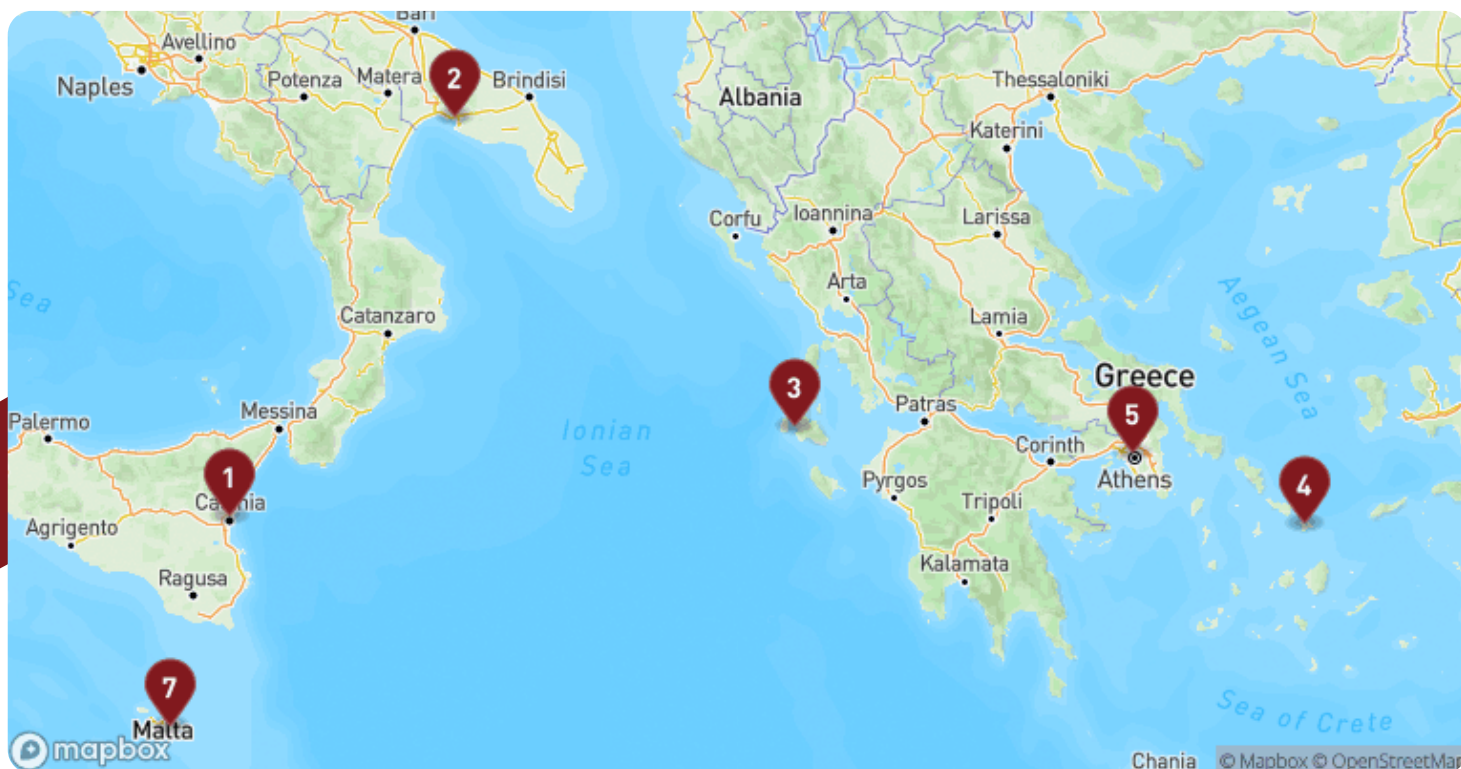 Bari
Avellino
Naples
Potenza
Matera
2
Brindisi
Albania
Thessaloniki
Katerini
Corfu
Ioannina
Larissa
Sea
Arta
Aegean Sea
Catanzaro
Lamia
Greece
3
Palermo
Messina
Ionian
Sea
Patras
5
Corinth
Athens
1
Catania
Pyrgos
Tripoli
4
Agrigento
Ragusa
Kalamata
7
Malta
Sea of Crete
mapbox
Chania
© Mapbox © OpenStreetMap